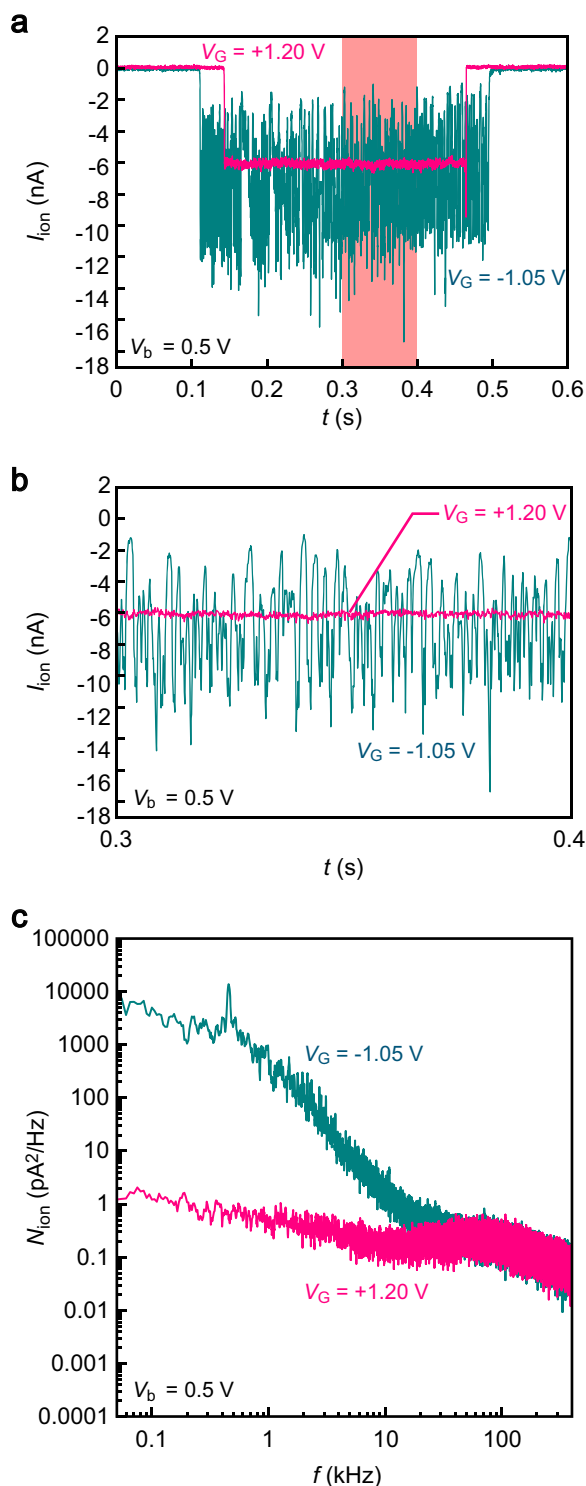 a
2
0
-2
-4
-6
-8
-10
-12
-14
-16
-18
I_ion (nA)
V_G = +1.20 V
V_G = -1.05 V
V_b = 0.5 V
0 0.1 0.2 0.3 0.4 0.5 0.6
t (s)
b
2
0
-2
-4
-6
-8
-10
-12
-14
-16
-18
I_ion (nA)
V_G = +1.20 V
V_G = -1.05 V
V_b = 0.5 V
0.3 0.4
t (s)
c
100000
10000
1000
100
10
1
0.1
0.01
0.001
0.0001
N_ion (pA²/Hz)
V_G = -1.05 V
V_G = +1.20 V
V_b = 0.5 V
0.1 1 10 100
f (kHz)